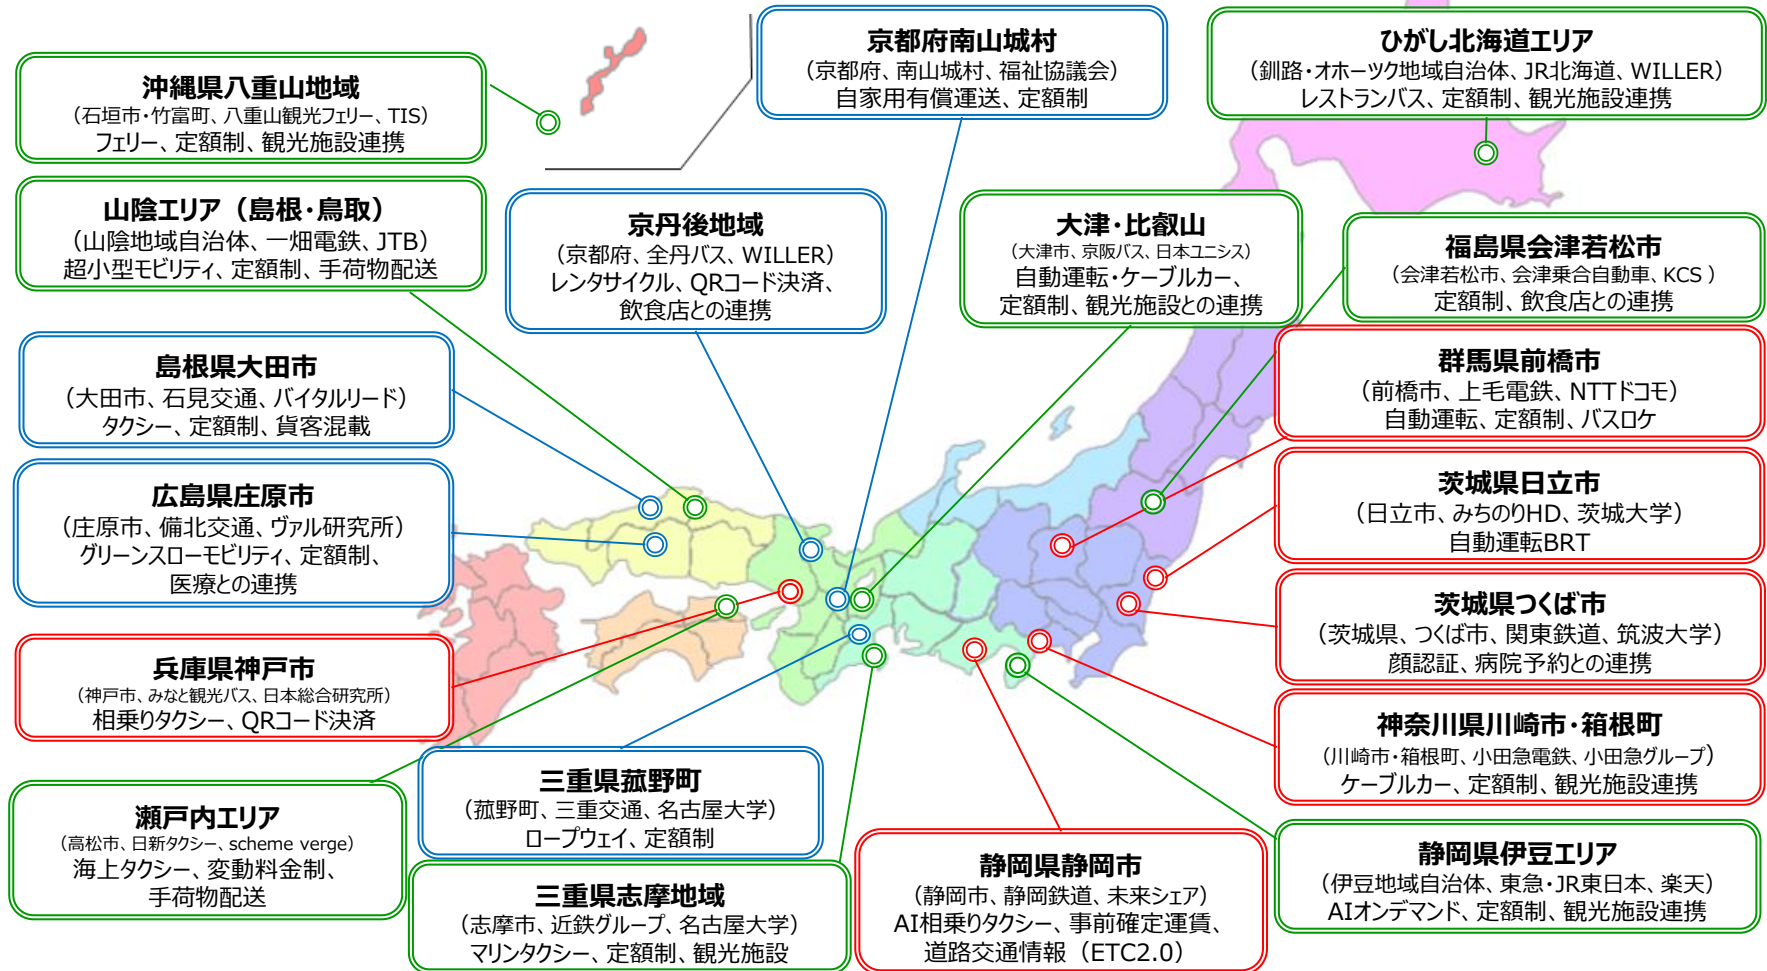 沖縄県八重山地域
（石垣市・竹富町、八重山観光フェリー、TIS）
フェリー、定額制、観光施設連携
京都府南山城村
（京都府、南山城村、福祉協議会）
自家用有償運送、定額制
ひがし北海道エリア
（釧路・オホーツク地域自治体、JR北海道、WILLER）
レストランバス、定額制、観光施設連携
山陰エリア（島根・鳥取）
（山陰地域自治体、一畑電鉄、JTB）
超小型モビリティ、定額制、手荷物配送
京丹後地域
（京都府、全丹バス、WILLER）
レンタサイクル、QRコード決済、
飲食店との連携
大津・比叡山
（大津市、京阪バス、日本ユニシス）
自動運転・ケーブルカー、
定額制、観光施設との連携
福島県会津若松市
（会津若松市、会津乗合自動車、KCS ）
定額制、飲食店との連携
島根県大田市
（大田市、石見交通、バイタルリード）
タクシー、定額制、貨客混載
群馬県前橋市
（前橋市、上毛電鉄、NTTドコモ）
自動運転、定額制、バスロケ
広島県庄原市
（庄原市、備北交通、ヴァル研究所）
グリーンスローモビリティ、定額制、
医療との連携
茨城県日立市
（日立市、みちのりHD、茨城大学）
自動運転BRT
茨城県つくば市
（茨城県、つくば市、関東鉄道、筑波大学）
顔認証、病院予約との連携
兵庫県神戸市
（神戸市、みなと観光バス、日本総合研究所）
相乗りタクシー、QRコード決済
神奈川県川崎市・箱根町
（川崎市・箱根町、小田急電鉄、小田急グループ）
ケーブルカー、定額制、観光施設連携
瀬戸内エリア
（高松市、日新タクシー、scheme verge）
海上タクシー、変動料金制、
手荷物配送
三重県菰野町
（菰野町、三重交通、名古屋大学）
ロープウェイ、定額制
三重県志摩地域
（志摩市、近鉄グループ、名古屋大学）
マリンタクシー、定額制、観光施設
静岡県静岡市
（静岡市、静岡鉄道、未来シェア）
AI相乗りタクシー、事前確定運賃、
道路交通情報（ETC2.0）
静岡県伊豆エリア
（伊豆地域自治体、東急・JR東日本、楽天）
AIオンデマンド、定額制、観光施設連携